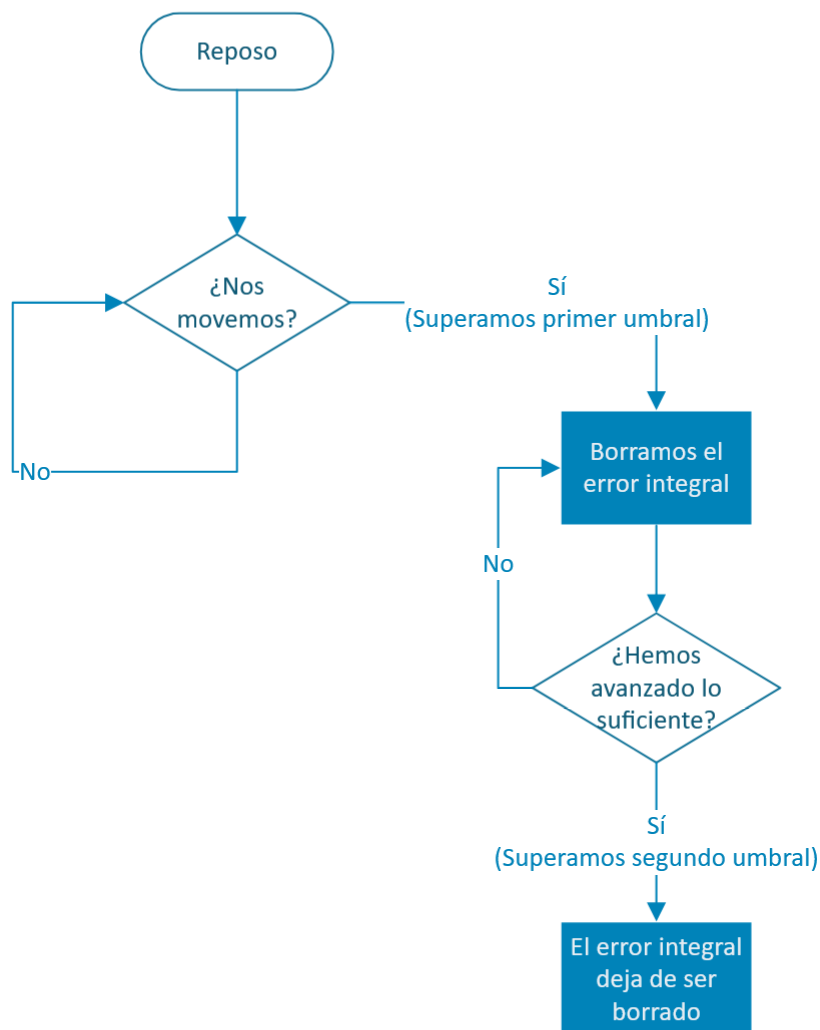 Reposo
¿Nos
movemos?
Sí
(Superamos primer umbral)
No
Borramos el
error integral
No
¿Hemos
avanzado lo
suficiente?
Sí
(Superamos segundo umbral)
El error integral
deja de ser
borrado